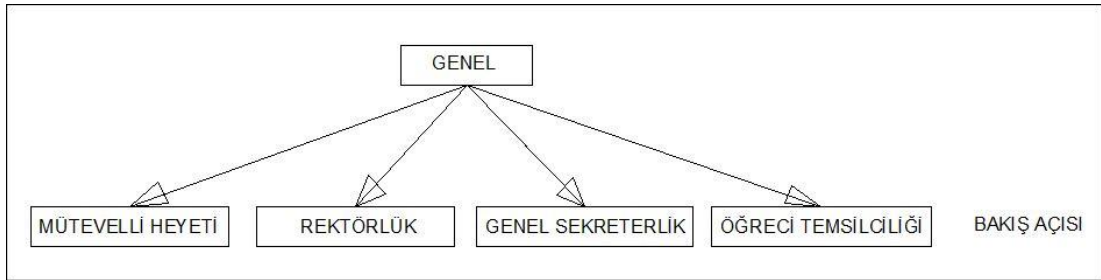 GENEL
MÜTEVELLİ HEYETİ
REKTÖRLÜK
GENEL SEKRETERLİK
ÖĞRECİ TEMSİLCİLİĞİ
BAKIŞ AÇISI